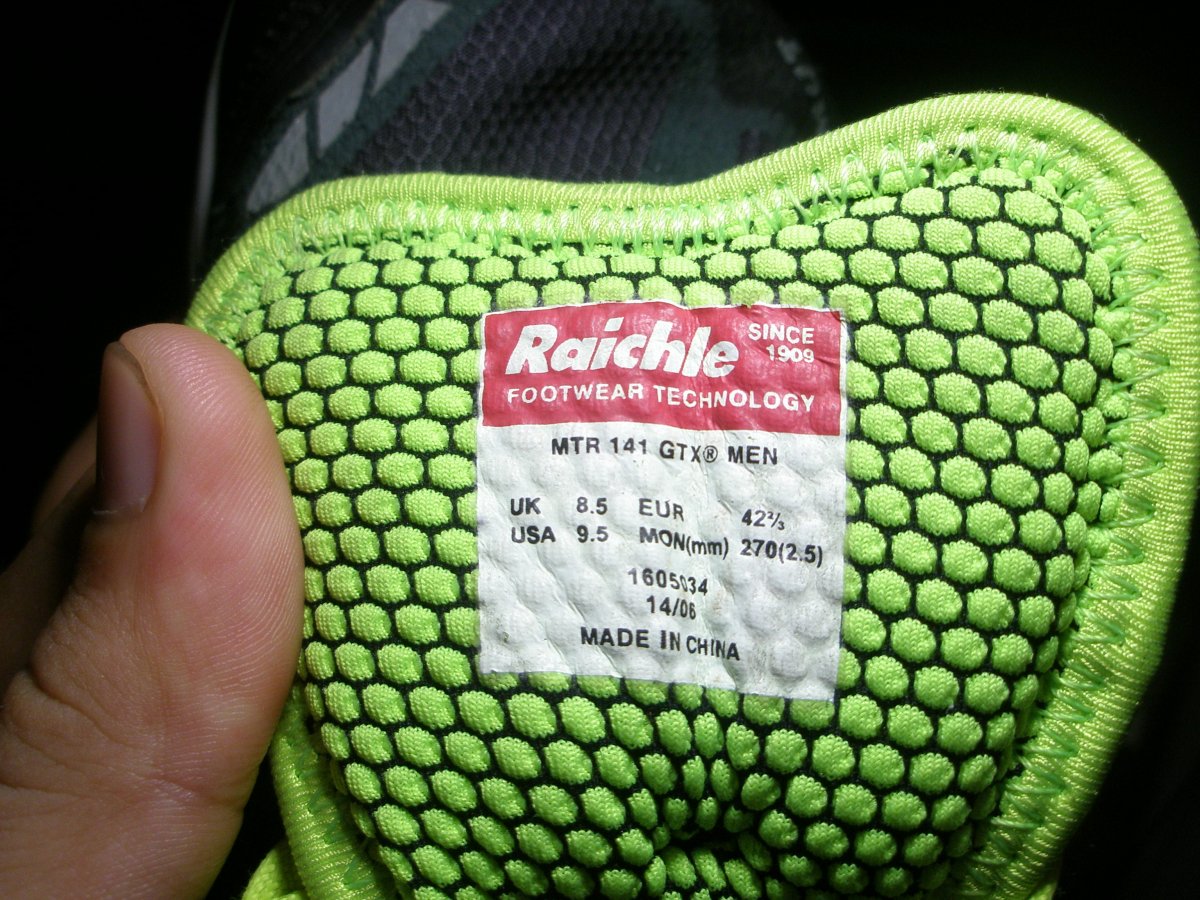 Raichle SINCE 1909
FOOTWEAR TECHNOLOGY
MTR 141 GTX® MEN
UK 8.5 EUR 42⅔
USA 9.5 MON(mm) 270(2.5)
1605034
14/06
MADE IN CHINA